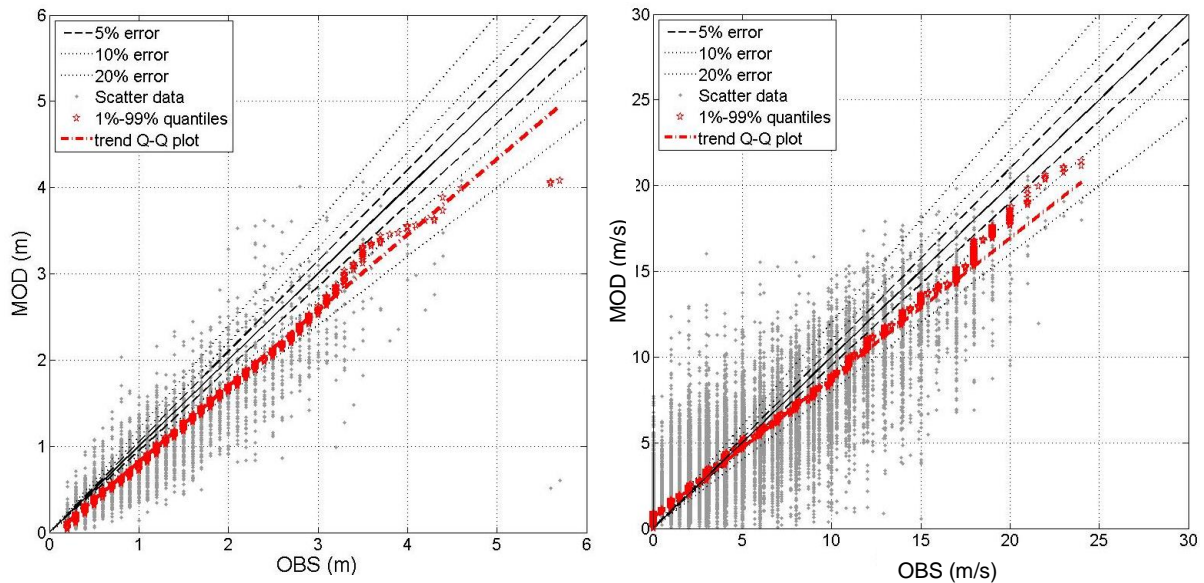 6
5
4
3
2
1
0
MOD (m)
5% error
10% error
20% error
Scatter data
1%-99% quantiles
trend Q-Q plot
0 1 2 3 4 5 6
OBS (m)
30
25
20
15
10
5
0
MOD (m/s)
5% error
10% error
20% error
Scatter data
1%-99% quantiles
trend Q-Q plot
0 5 10 15 20 25 30
OBS (m/s)